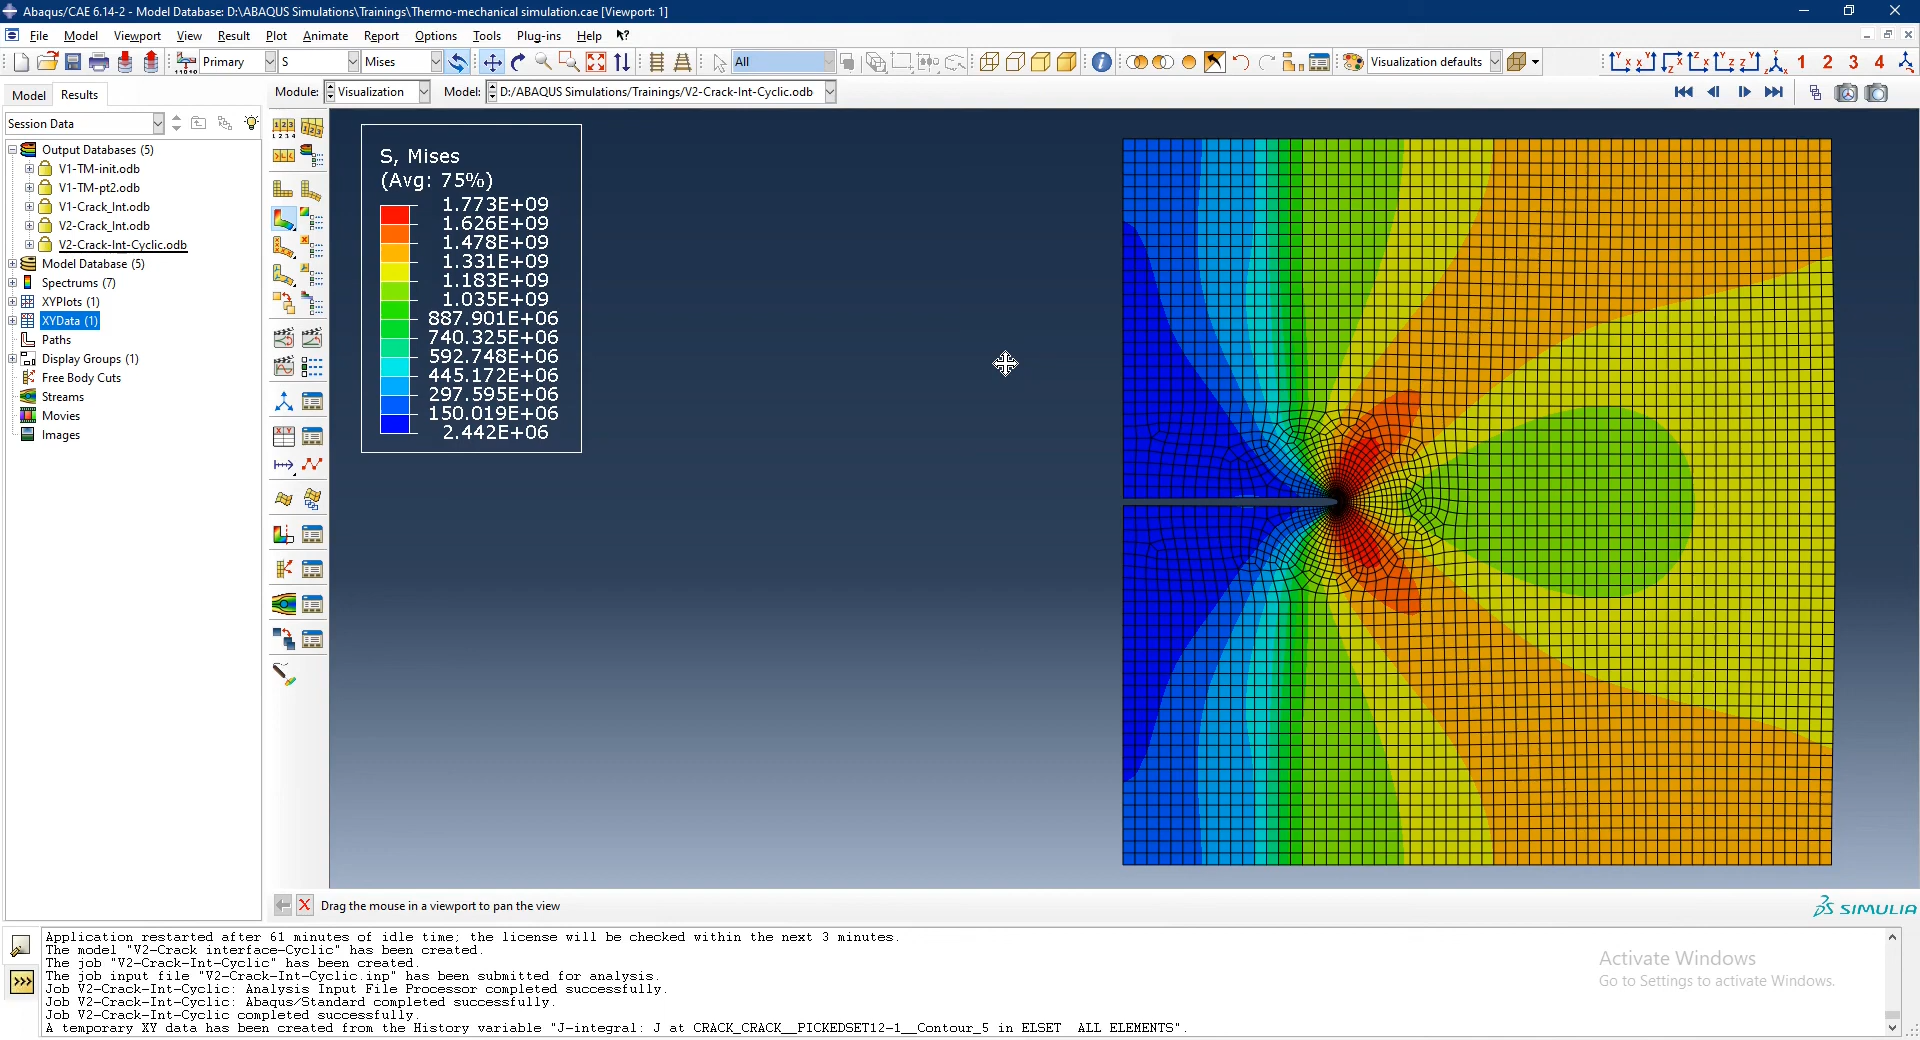 Abaqus/CAE 6.14-2 - Model Database: D:\ABAQUS Simulations\Trainings\Thermo-mechanical simulation.cae [Viewport: 1]
File Model Viewport View Result Plot Animate Report Options Tools Plug-ins Help
Primary S Mises All Visualization defaults 1 2 3 4
Model Results
Module: Visualization Model: D:/ABAQUS Simulations/Trainings/V2-Crack-Int-Cyclic.odb
Session Data
Output Databases (5)
V1-TM-init.odb
V1-TM-pt2.odb
V1-Crack_Int.odb
V2-Crack_Int.odb
V2-Crack-Int-Cyclic.odb
Model Database (5)
Spectrums (7)
XYPlots (1)
XYData (1)
Paths
Display Groups (1)
Free Body Cuts
Streams
Movies
Images
S, Mises
(Avg: 75%)
1.773E+09
1.626E+09
1.478E+09
1.331E+09
1.183E+09
1.035E+09
887.901E+06
740.325E+06
592.748E+06
445.172E+06
297.595E+06
150.019E+06
2.442E+06
Drag the mouse in a viewport to pan the view
SIMULIA
Application restarted after 61 minutes of idle time; the license will be checked within the next 3 minutes.
The model "V2-Crack interface-Cyclic" has been created.
The job "V2-Crack-Int-Cyclic" has been created.
The job input file "V2-Crack-Int-Cyclic.inp" has been submitted for analysis.
Job V2-Crack-Int-Cyclic: Analysis Input File Processor completed successfully.
Job V2-Crack-Int-Cyclic: Abaqus/Standard completed successfully.
Job V2-Crack-Int-Cyclic completed successfully.
A temporary XY data has been created from the History variable "J-integral: J at CRACK_CRACK__PICKEDSET12-1__Contour_5 in ELSET  ALL ELEMENTS".
Activate Windows
Go to Settings to activate Windows.